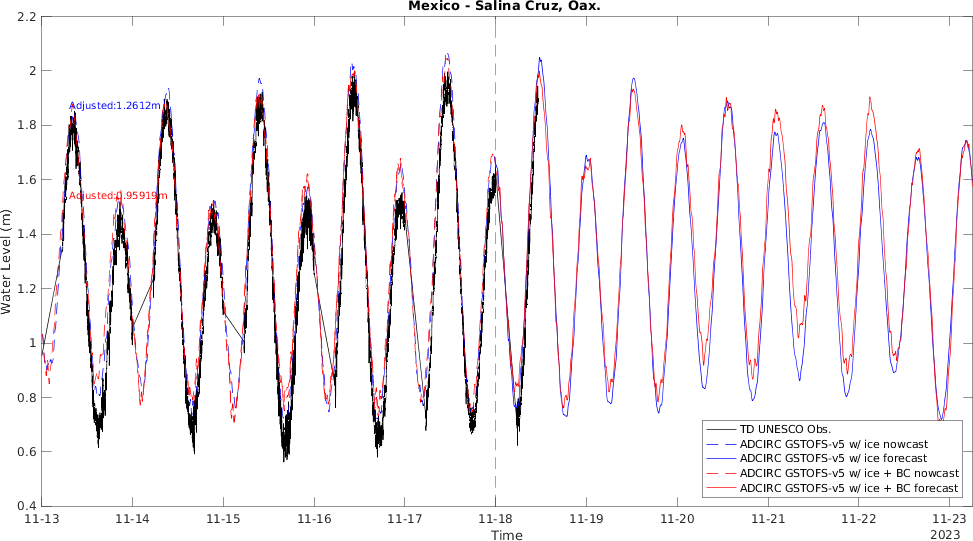 Mexico - Salina Cruz, Oax.
Water Level (m)
2.2
2
1.8
1.6
1.4
1.2
1
0.8
0.6
0.4
Adjusted:1.2612m
Adjusted:0.95919m
TD UNESCO Obs.
ADCIRC GSTOFS-v5 w/ ice nowcast
ADCIRC GSTOFS-v5 w/ ice forecast
ADCIRC GSTOFS-v5 w/ ice + BC nowcast
ADCIRC GSTOFS-v5 w/ ice + BC forecast
11-13 11-14 11-15 11-16 11-17 11-18 11-19 11-20 11-21 11-22 11-23
2023
Time